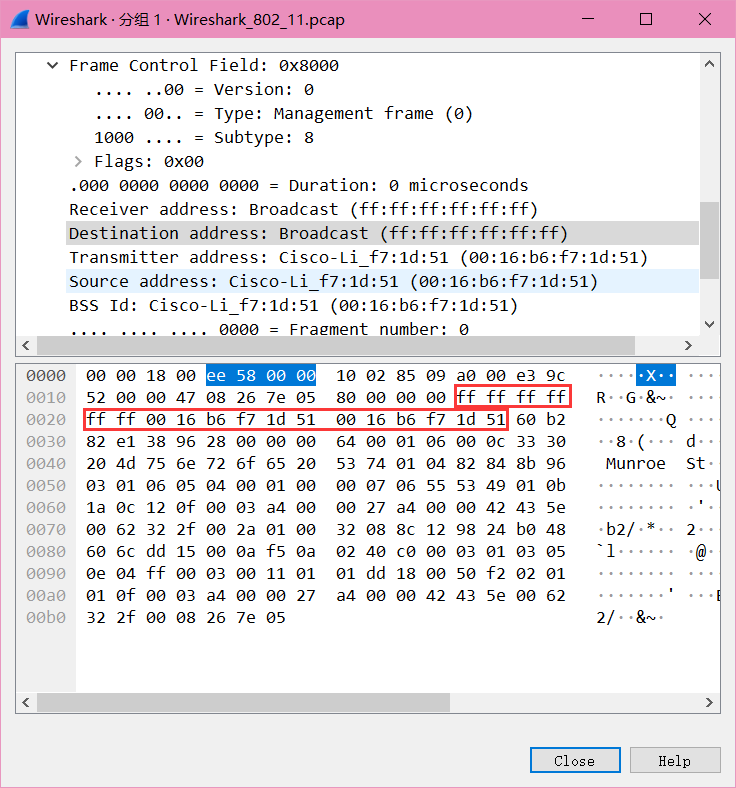 Wireshark · 分组 1 · Wireshark_802_11.pcap
Frame Control Field: 0x8000
.... ..00 = Version: 0
.... 00.. = Type: Management frame (0)
1000 .... = Subtype: 8
Flags: 0x00
.000 0000 0000 0000 = Duration: 0 microseconds
Receiver address: Broadcast (ff:ff:ff:ff:ff:ff)
Destination address: Broadcast (ff:ff:ff:ff:ff:ff)
Transmitter address: Cisco-Li_f7:1d:51 (00:16:b6:f7:1d:51)
Source address: Cisco-Li_f7:1d:51 (00:16:b6:f7:1d:51)
BSS Id: Cisco-Li_f7:1d:51 (00:16:b6:f7:1d:51)
.... .... .... 0000 = Fragment number: 0
0000 00 00 18 00 ee 58 00 00 10 02 85 09 a0 00 e3 9c ·····X·· ····
0010 52 00 00 47 08 26 7e 05 80 00 00 00 ff ff ff ff R··G·&~· ····
0020 ff ff 00 16 b6 f7 1d 51 00 16 b6 f7 1d 51 60 b2 ·······Q ····
0030 82 e1 38 96 28 00 00 00 64 00 01 06 00 0c 33 30 ··8·(··· d···
0040 20 4d 75 6e 72 6f 65 20 53 74 01 04 82 84 8b 96 Munroe St··
0050 03 01 06 05 04 00 01 00 00 07 06 55 53 49 01 0b ········ ···U
0060 1a 0c 12 0f 00 03 a4 00 00 27 a4 00 00 42 43 5e ········ ·'··
0070 00 62 32 2f 00 2a 01 00 32 08 8c 12 98 24 b0 48 ·b2/·*·· 2···
0080 60 6c dd 15 00 0a f5 0a 02 40 c0 00 03 01 03 05 `l······ ·@··
0090 0e 04 ff 00 03 00 11 01 01 dd 18 00 50 f2 02 01 ········ ····
00a0 01 0f 00 03 a4 00 00 27 a4 00 00 42 43 5e 00 62 ·······' ···B
00b0 32 2f 00 08 26 7e 05 2/··&~·
Close
Help